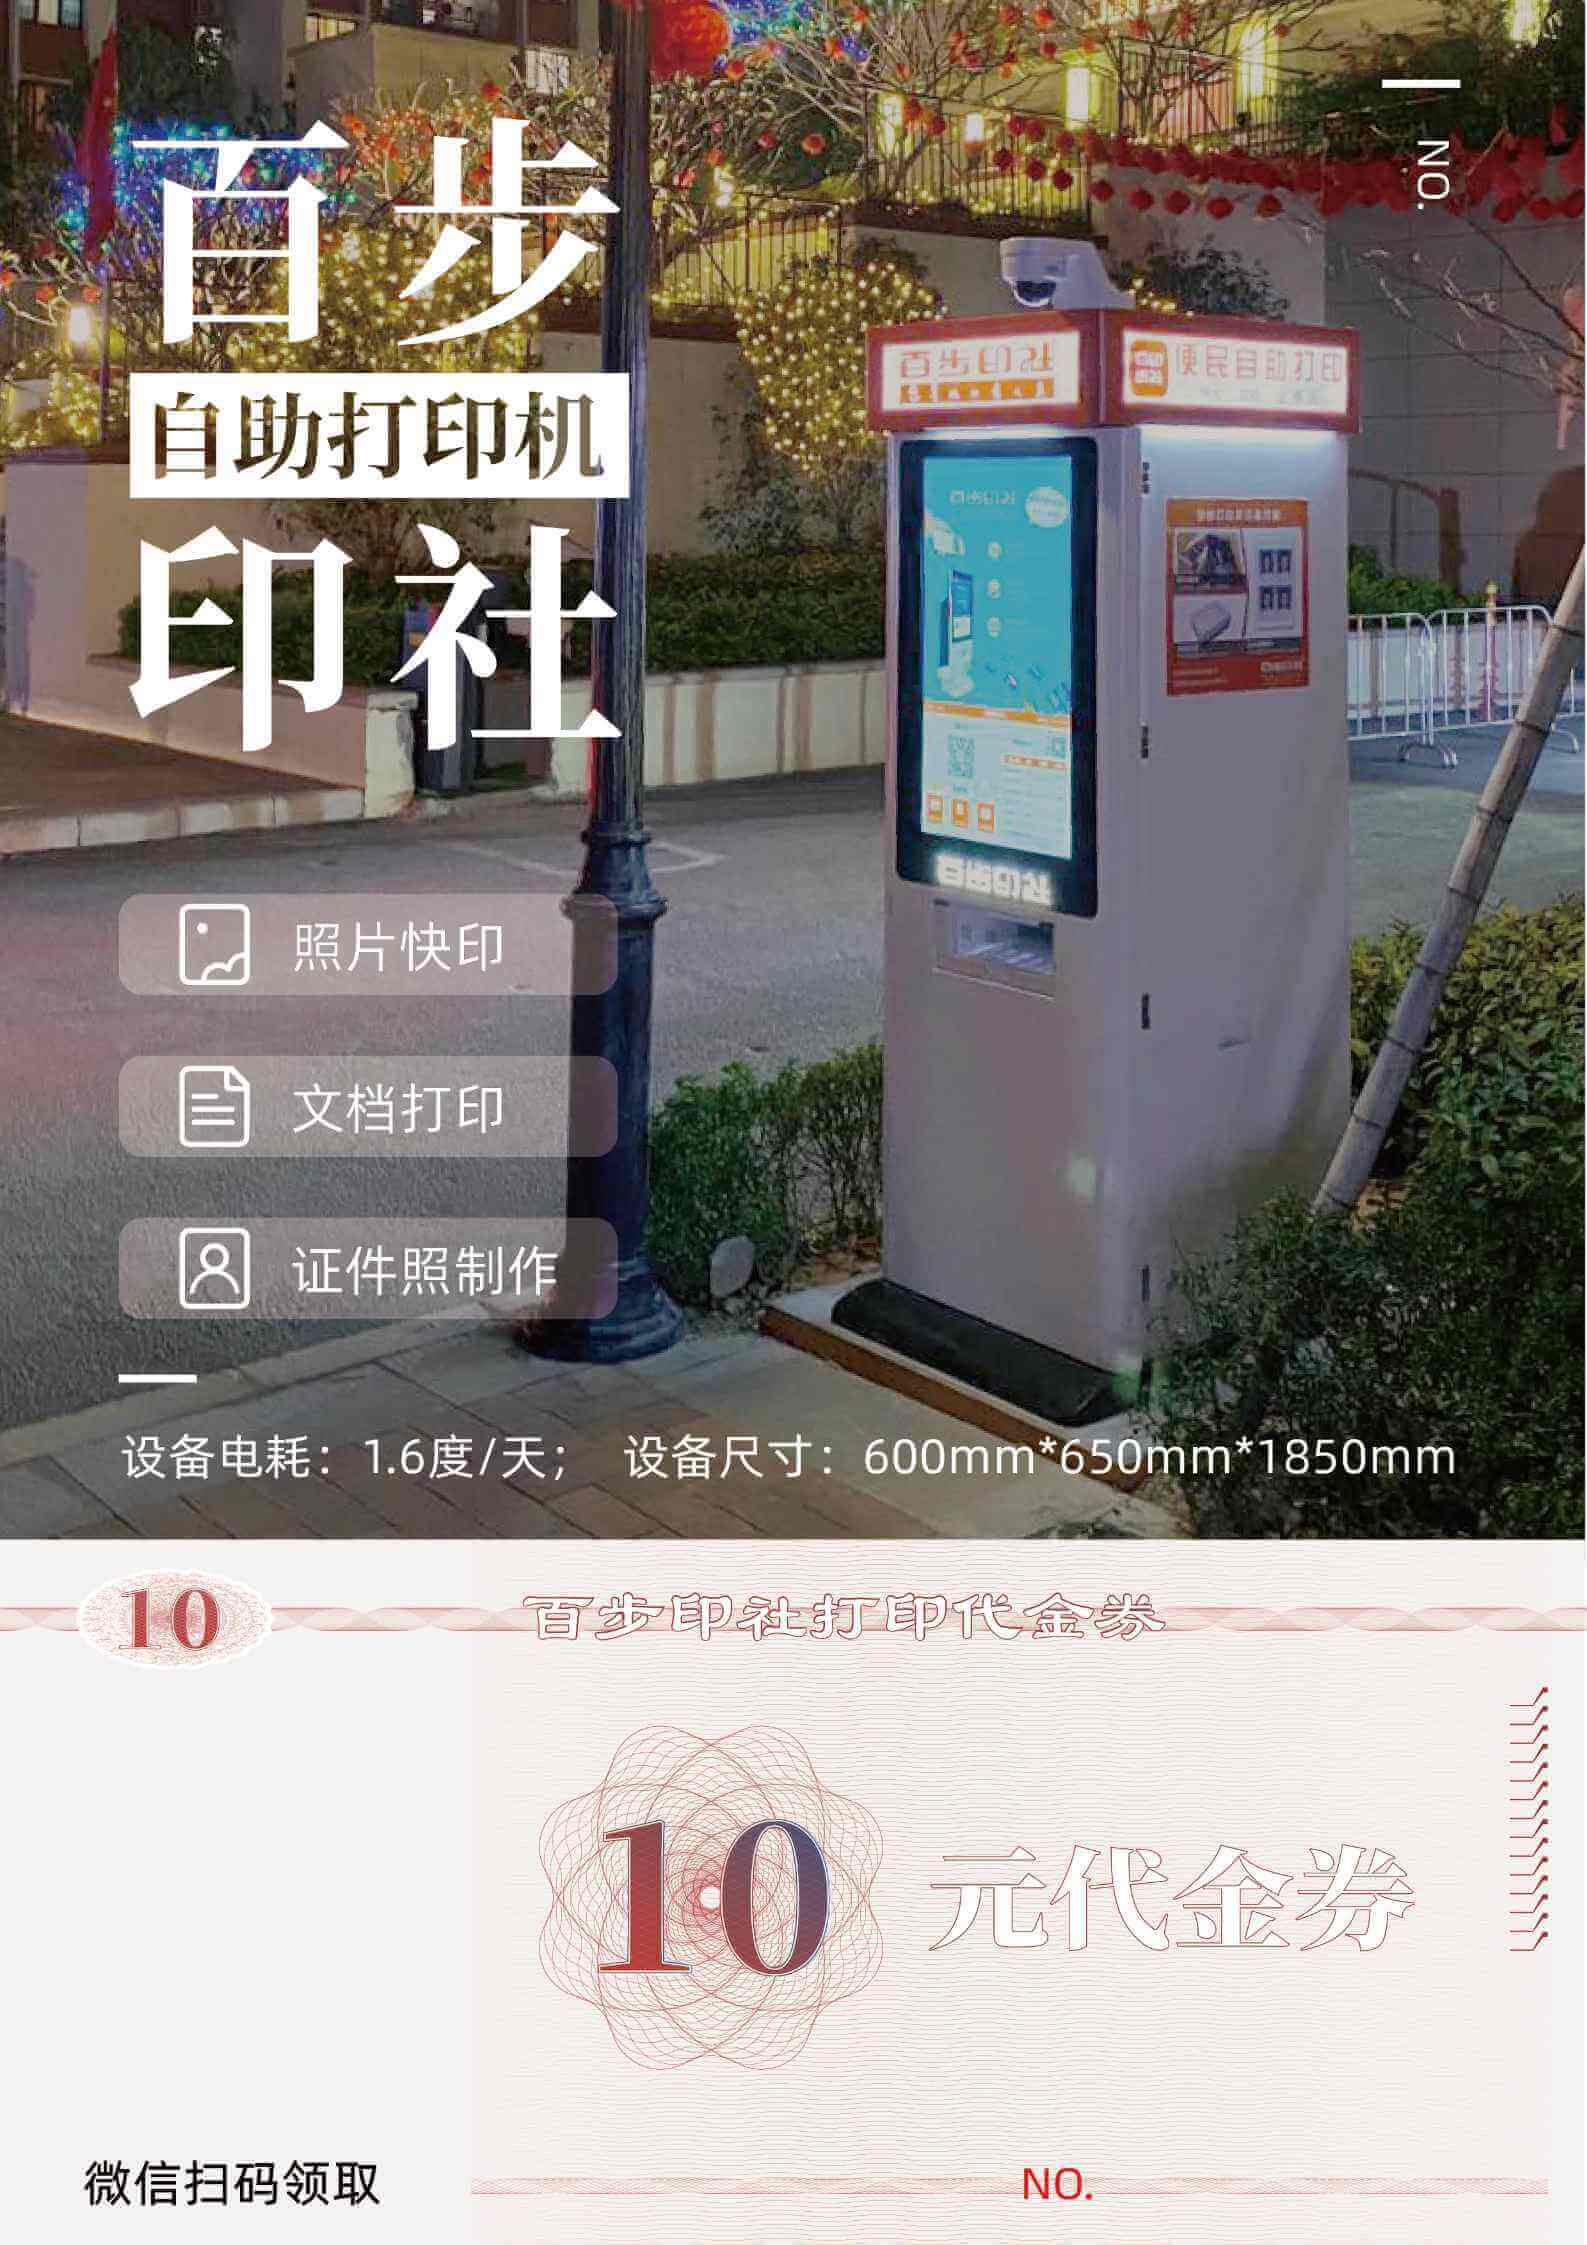 NO.
百步
自助打印机
印社
百步印社
便民自助打印
百步印社
照片快印
文档打印
证件照制作
设备电耗：1.6度/天； 设备尺寸：600mm*650mm*1850mm
10
百步印社打印代金券
10 元代金券
微信扫码领取
NO.